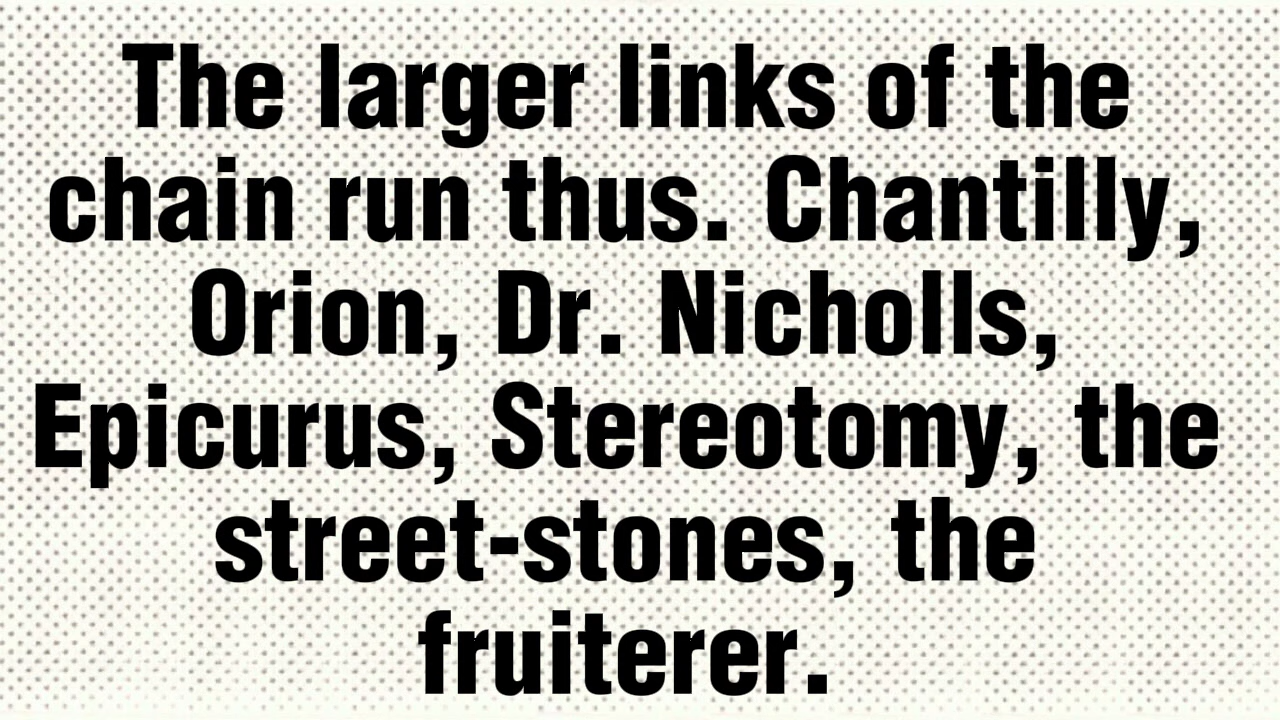 The larger links of the
chain run thus. Chantilly,
Orion, Dr. Nicholls,
Epicurus, Stereotomy, the
street-stones, the
fruiterer.